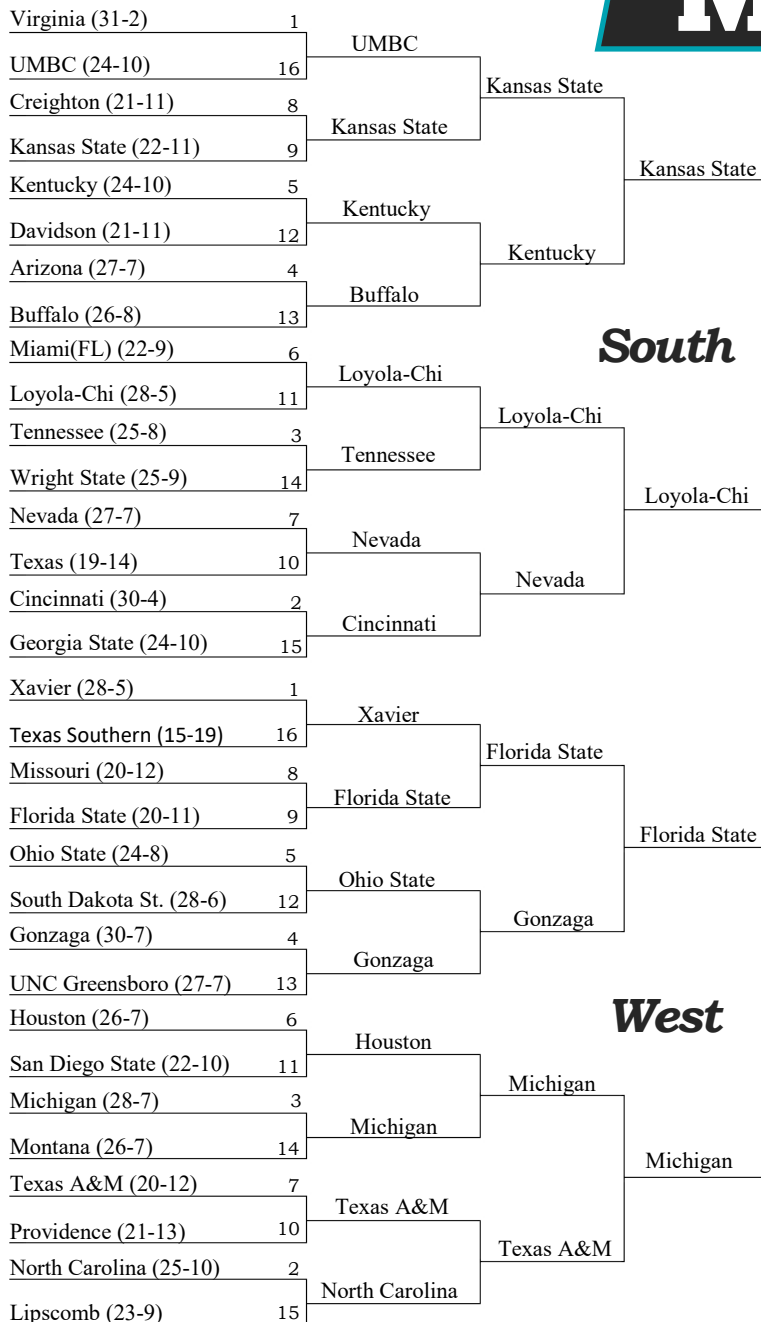 M
Virginia (31-2) 1
UMBC (24-10) 16
Creighton (21-11) 8
Kansas State (22-11) 9
Kentucky (24-10) 5
Davidson (21-11) 12
Arizona (27-7) 4
Buffalo (26-8) 13
Miami(FL) (22-9) 6
Loyola-Chi (28-5) 11
Tennessee (25-8) 3
Wright State (25-9) 14
Nevada (27-7) 7
Texas (19-14) 10
Cincinnati (30-4) 2
Georgia State (24-10) 15
UMBC
Kansas State
Kentucky
Buffalo
Loyola-Chi
Tennessee
Nevada
Cincinnati
Kansas State
Kentucky
Loyola-Chi
Nevada
Kansas State
Loyola-Chi
South
Xavier (28-5) 1
Texas Southern (15-19) 16
Missouri (20-12) 8
Florida State (20-11) 9
Ohio State (24-8) 5
South Dakota St. (28-6) 12
Gonzaga (30-7) 4
UNC Greensboro (27-7) 13
Houston (26-7) 6
San Diego State (22-10) 11
Michigan (28-7) 3
Montana (26-7) 14
Texas A&M (20-12) 7
Providence (21-13) 10
North Carolina (25-10) 2
Lipscomb (23-9) 15
Xavier
Florida State
Ohio State
Gonzaga
Houston
Michigan
Texas A&M
North Carolina
Florida State
Gonzaga
Michigan
Texas A&M
Florida State
Michigan
West